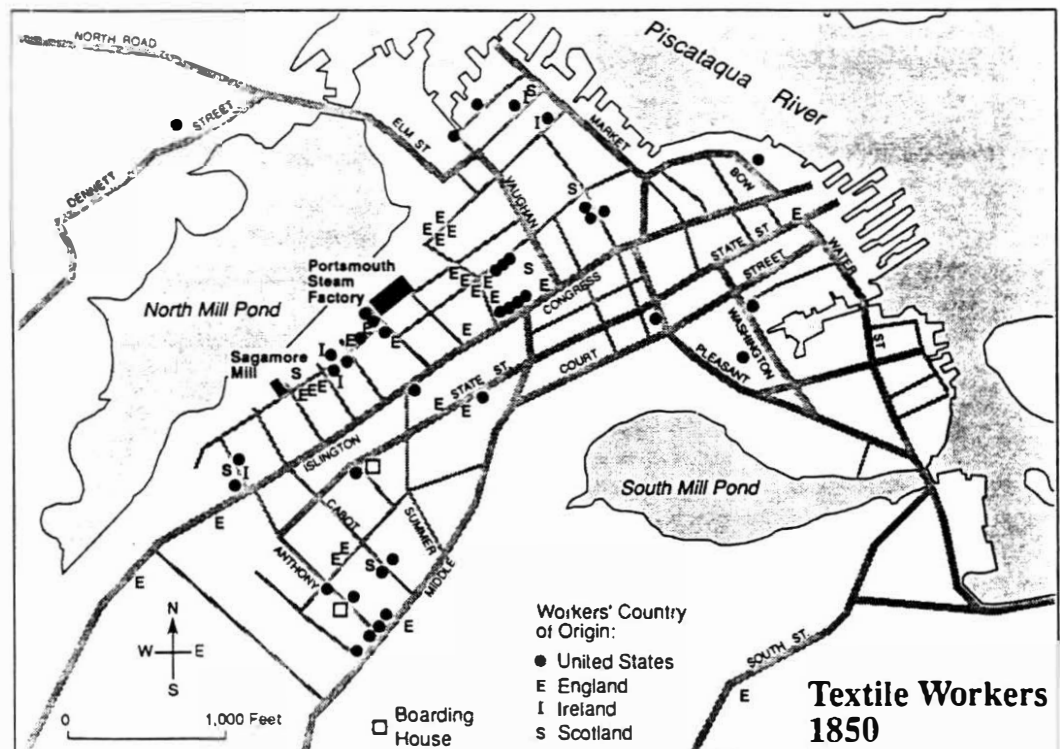 NORTH ROAD
DENNETT STREET
ELM ST
MARKET
VAUGHAN
BOW
Piscataqua
River
STATE ST.
CONGRESS
STREET
WATER
ST
WASHINGTON
PLEASANT
COURT
STATE ST.
Portsmouth
Steam
Factory
North Mill Pond
Sagamore
Mill
ISLINGTON
South Mill Pond
CABOT
SUMMER
ANTHONY
MIDDLE
SOUTH ST.
N
W E
S
0 1,000 Feet
Boarding
House
Workers' Country
of Origin:
United States
E England
I Ireland
S Scotland
Textile Workers
1850